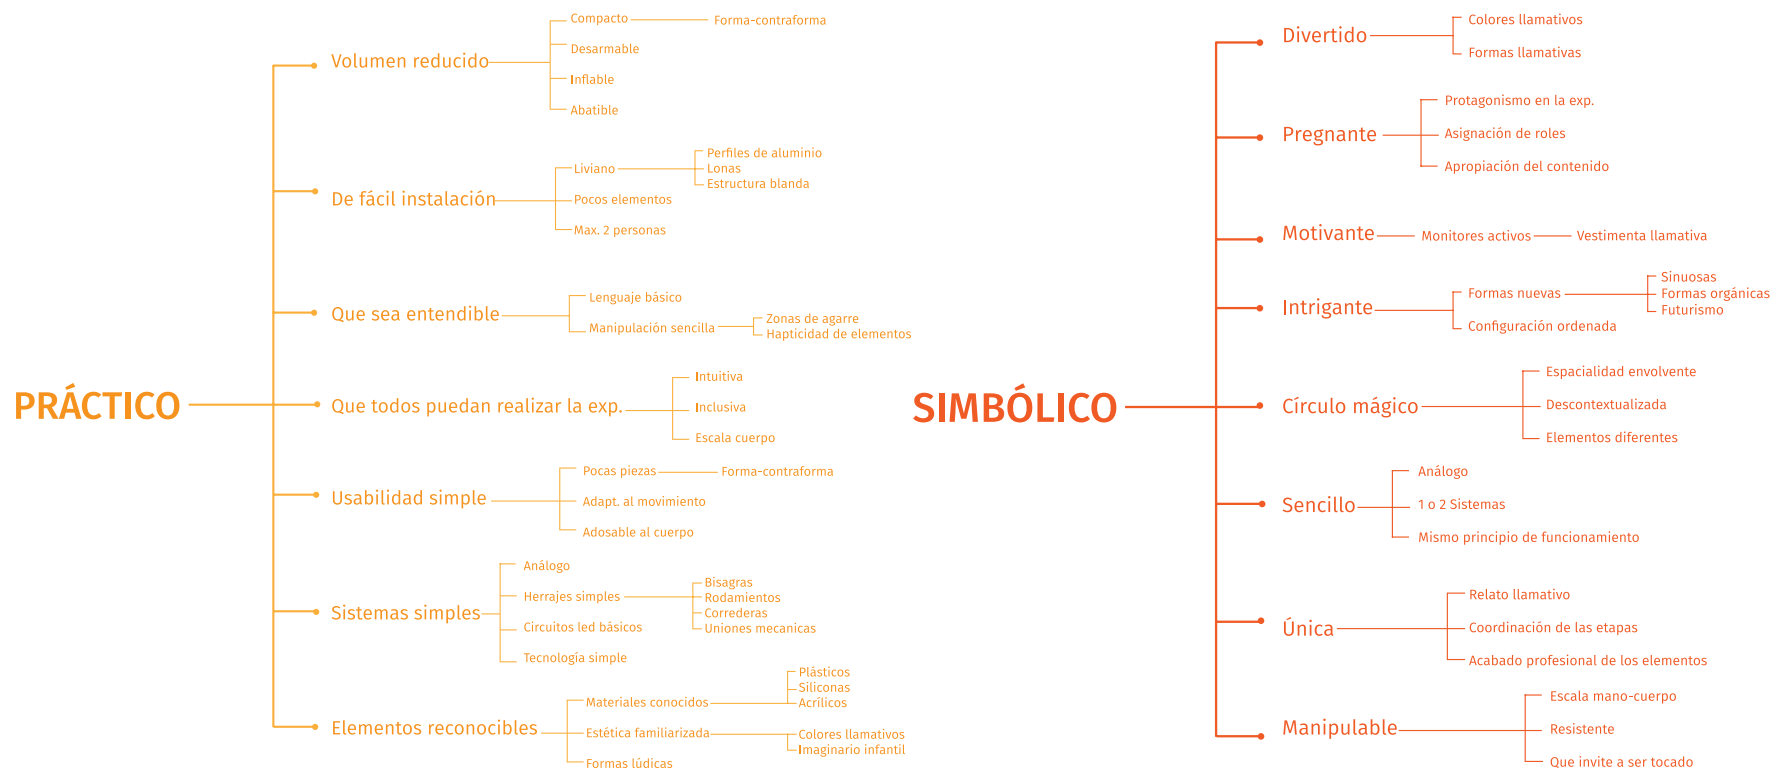 PRÁCTICO
Volumen reducido
Compacto
Forma-contraforma
Desarmable
Inflable
Abatible
De fácil instalación
Liviano
Perfiles de aluminio
Lonas
Estructura blanda
Pocos elementos
Max. 2 personas
Que sea entendible
Lenguaje básico
Manipulación sencilla
Zonas de agarre
Hapticidad de elementos
Que todos puedan realizar la exp.
Intuitiva
Inclusiva
Escala cuerpo
Usabilidad simple
Pocas piezas
Forma-contraforma
Adapt. al movimiento
Adosable al cuerpo
Sistemas simples
Análogo
Herrajes simples
Bisagras
Rodamientos
Correderas
Uniones mecanicas
Circuitos led básicos
Tecnología simple
Elementos reconocibles
Materiales conocidos
Plásticos
Siliconas
Acrílicos
Estética familiarizada
Colores llamativos
Imaginario infantil
Formas lúdicas
SIMBÓLICO
Divertido
Colores llamativos
Formas llamativas
Pregnante
Protagonismo en la exp.
Asignación de roles
Apropiación del contenido
Motivante
Monitores activos
Vestimenta llamativa
Intrigante
Formas nuevas
Sinuosas
Formas orgánicas
Futurismo
Configuración ordenada
Círculo mágico
Espacialidad envolvente
Descontextualizada
Elementos diferentes
Sencillo
Análogo
1 o 2 Sistemas
Mismo principio de funcionamiento
Única
Relato llamativo
Coordinación de las etapas
Acabado profesional de los elementos
Manipulable
Escala mano-cuerpo
Resistente
Que invite a ser tocado